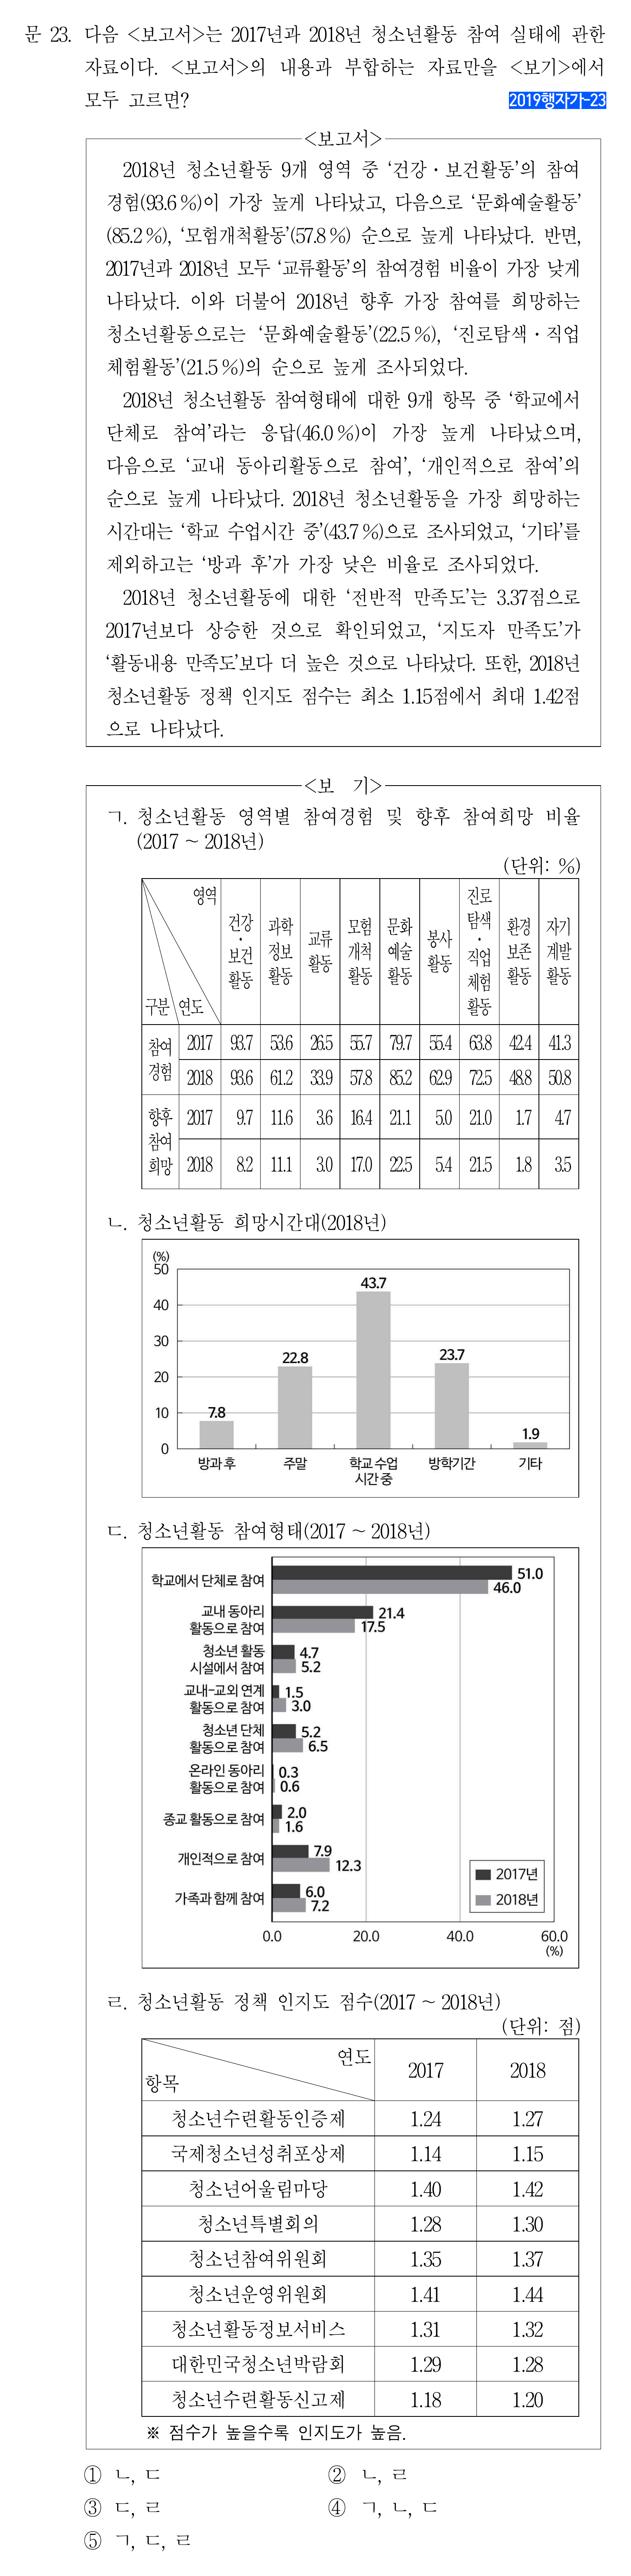 문 23. 다음 <보고서>는 2017년과 2018년 청소년활동 참여 실태에 관한
자료이다. <보고서>의 내용과 부합하는 자료만을 <보기>에서
모두 고르면?
2019행자가-23
<보고서>
2018년 청소년활동 9개 영역 중 ‘건강・보건활동’의 참여
경험(93.6%)이 가장 높게 나타났고, 다음으로 ‘문화예술활동’
(85.2%), ‘모험개척활동’(57.8%) 순으로 높게 나타났다. 반면,
2017년과 2018년 모두 ‘교류활동’의 참여경험 비율이 가장 낮게
나타났다. 이와 더불어 2018년 향후 가장 참여를 희망하는
청소년활동으로는 ‘문화예술활동’(22.5%), ‘진로탐색・직업
체험활동’(21.5%)의 순으로 높게 조사되었다.
2018년 청소년활동 참여형태에 대한 9개 항목 중 ‘학교에서
단체로 참여’라는 응답(46.0%)이 가장 높게 나타났으며,
다음으로 ‘교내 동아리활동으로 참여’, ‘개인적으로 참여’의
순으로 높게 나타났다. 2018년 청소년활동을 가장 희망하는
시간대는 ‘학교 수업시간 중’(43.7%)으로 조사되었고, ‘기타’를
제외하고는 ‘방과 후’가 가장 낮은 비율로 조사되었다.
2018년 청소년활동에 대한 ‘전반적 만족도’는 3.37점으로
2017년보다 상승한 것으로 확인되었고, ‘지도자 만족도’가
‘활동내용 만족도’보다 더 높은 것으로 나타났다. 또한, 2018년
청소년활동 정책 인지도 점수는 최소 1.15점에서 최대 1.42점
으로 나타났다.
<보 기>
ㄱ. 청소년활동 영역별 참여경험 및 향후 참여희망 비율
(2017 ~ 2018년)
(단위: %)
영역
구분 연도
건강・보건활동 과학정보활동 교류활동 모험개척활동 문화예술활동 봉사활동 진로탐색・직업체험활동 환경보존활동 자기계발활동
참여경험 2017 93.7 53.6 26.5 55.7 79.7 55.4 63.8 42.4 41.3
2018 93.6 61.2 33.9 57.8 85.2 62.9 72.5 48.8 50.8
향후참여희망 2017 9.7 11.6 3.6 16.4 21.1 5.0 21.0 1.7 4.7
2018 8.2 11.1 3.0 17.0 22.5 5.4 21.5 1.8 3.5
ㄴ. 청소년활동 희망시간대(2018년)
(%)
50
40
30
20
10
0
7.8 22.8 43.7 23.7 1.9
방과 후 주말 학교 수업 시간 중 방학기간 기타
ㄷ. 청소년활동 참여형태(2017 ~ 2018년)
학교에서 단체로 참여 51.0 46.0
교내 동아리 활동으로 참여 21.4 17.5
청소년 활동 시설에서 참여 4.7 5.2
교내-교외 연계 활동으로 참여 1.5 3.0
청소년 단체 활동으로 참여 5.2 6.5
온라인 동아리 활동으로 참여 0.3 0.6
종교 활동으로 참여 2.0 1.6
개인적으로 참여 7.9 12.3
가족과 함께 참여 6.0 7.2
2017년
2018년
0.0 20.0 40.0 60.0
(%)
ㄹ. 청소년활동 정책 인지도 점수(2017 ~ 2018년)
(단위: 점)
항목 연도 2017 2018
청소년수련활동인증제 1.24 1.27
국제청소년성취포상제 1.14 1.15
청소년어울림마당 1.40 1.42
청소년특별회의 1.28 1.30
청소년참여위원회 1.35 1.37
청소년운영위원회 1.41 1.44
청소년활동정보서비스 1.31 1.32
대한민국청소년박람회 1.29 1.28
청소년수련활동신고제 1.18 1.20
※ 점수가 높을수록 인지도가 높음.
① ㄴ, ㄷ
② ㄴ, ㄹ
③ ㄷ, ㄹ
④ ㄱ, ㄴ, ㄷ
⑤ ㄱ, ㄷ, ㄹ